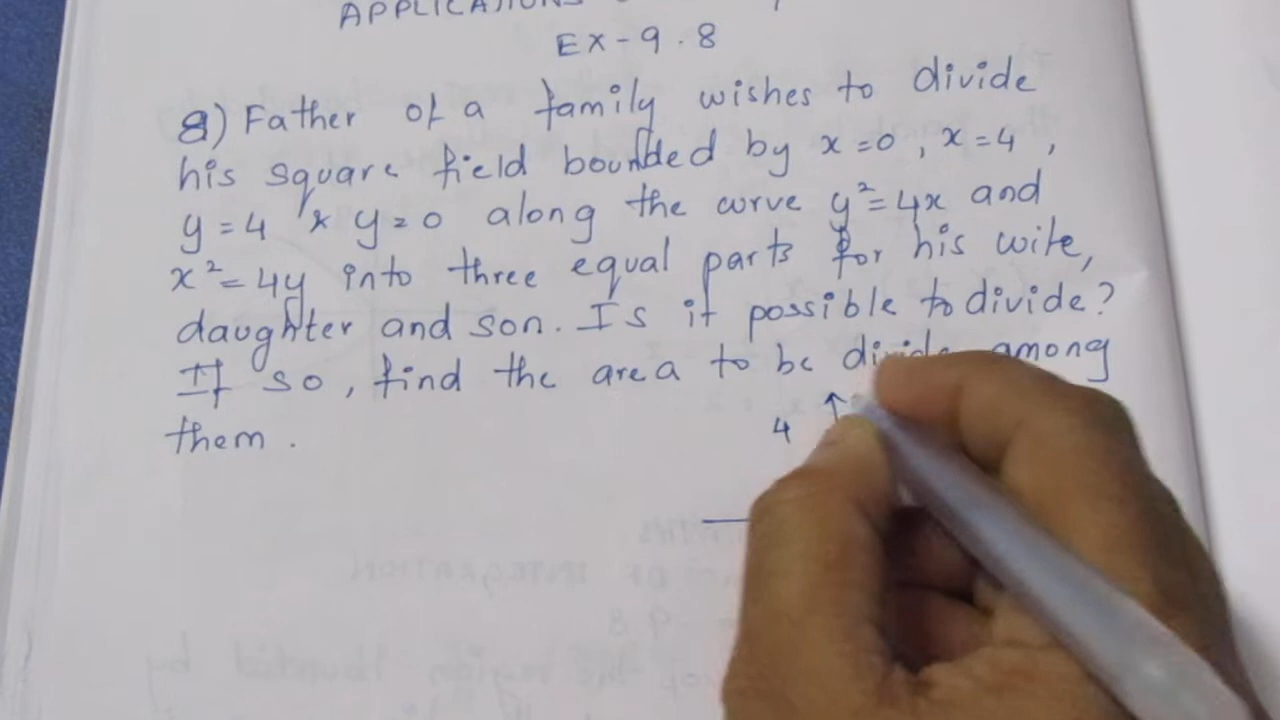 APPLICATIONS
EX-9.8
8) Father of a family wishes to divide
his square field bounded by x=0, x=4,
y=4 & y=0 along the curve y²=4x and
x²=4y into three equal parts for his wife,
daughter and son. Is it possible to divide?
If so, find the area to be divide among
them.
4